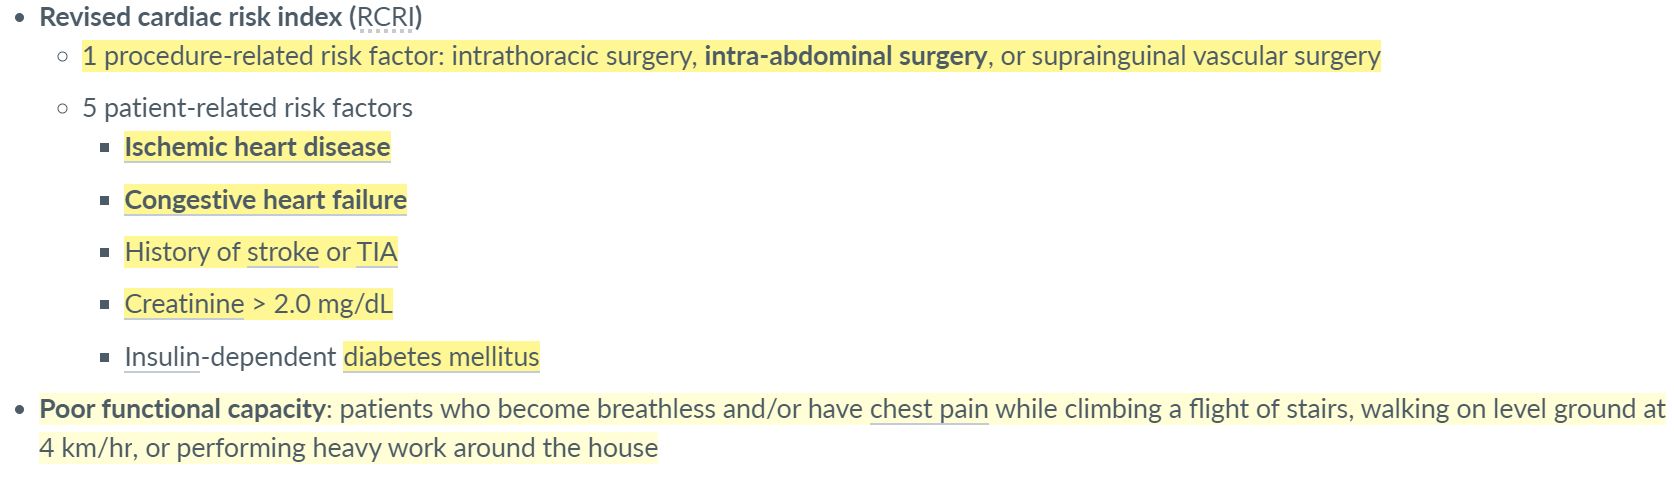 Revised cardiac risk index (RCRI)
1 procedure-related risk factor: intrathoracic surgery, intra-abdominal surgery, or suprainguinal vascular surgery
5 patient-related risk factors
Ischemic heart disease
Congestive heart failure
History of stroke or TIA
Creatinine > 2.0 mg/dL
Insulin-dependent diabetes mellitus
Poor functional capacity: patients who become breathless and/or have chest pain while climbing a flight of stairs, walking on level ground at
4 km/hr, or performing heavy work around the house